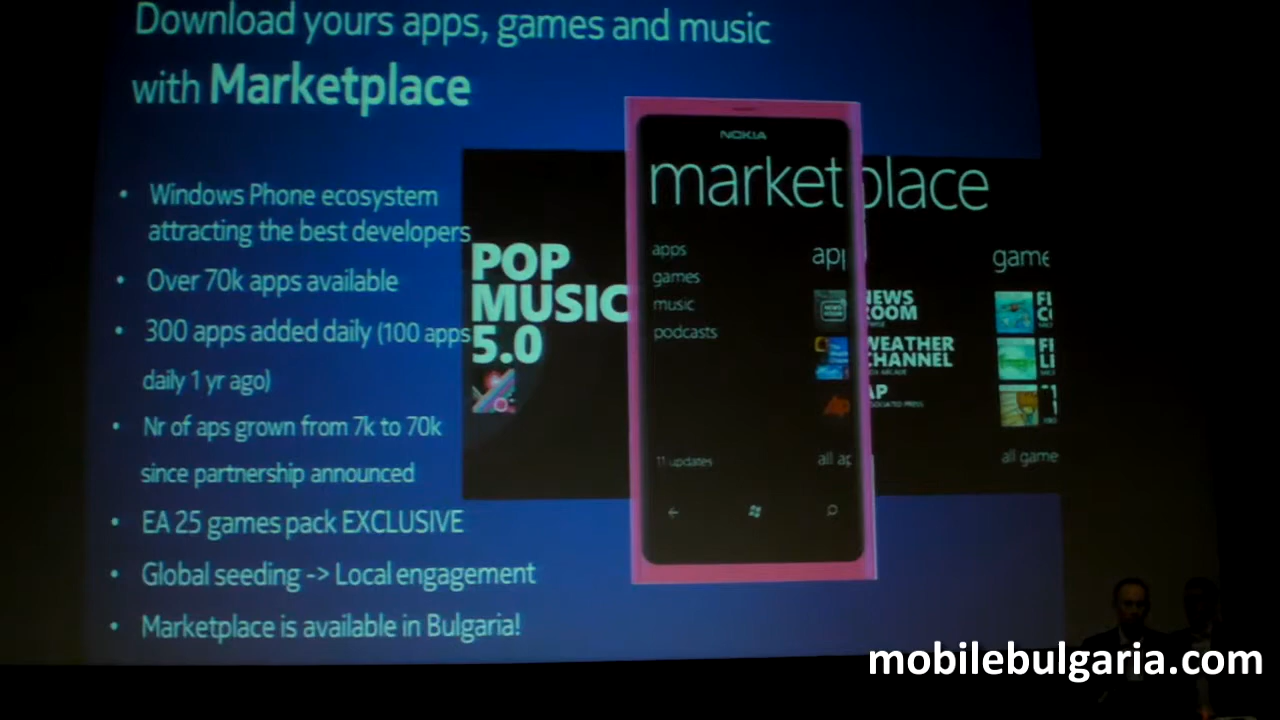 Download yours apps, games and music
with Marketplace
• Windows Phone ecosystem
attracting the best developers
• Over 70k apps available
• 300 apps added daily (100 apps
daily 1 yr ago)
• Nr of aps grown from 7k to 70k
since partnership announced
• EA 25 games pack EXCLUSIVE
• Global seeding -> Local engagement
• Marketplace is available in Bulgaria!
POP
MUSIC
5.0
NOKIA
marketplace
apps
games
music
podcasts
11 updates
app
NEWS
ROOM
WEATHER
CHANNEL
AP
ASSOCIATED PRESS
all ap
game
all game
mobilebulgaria.com